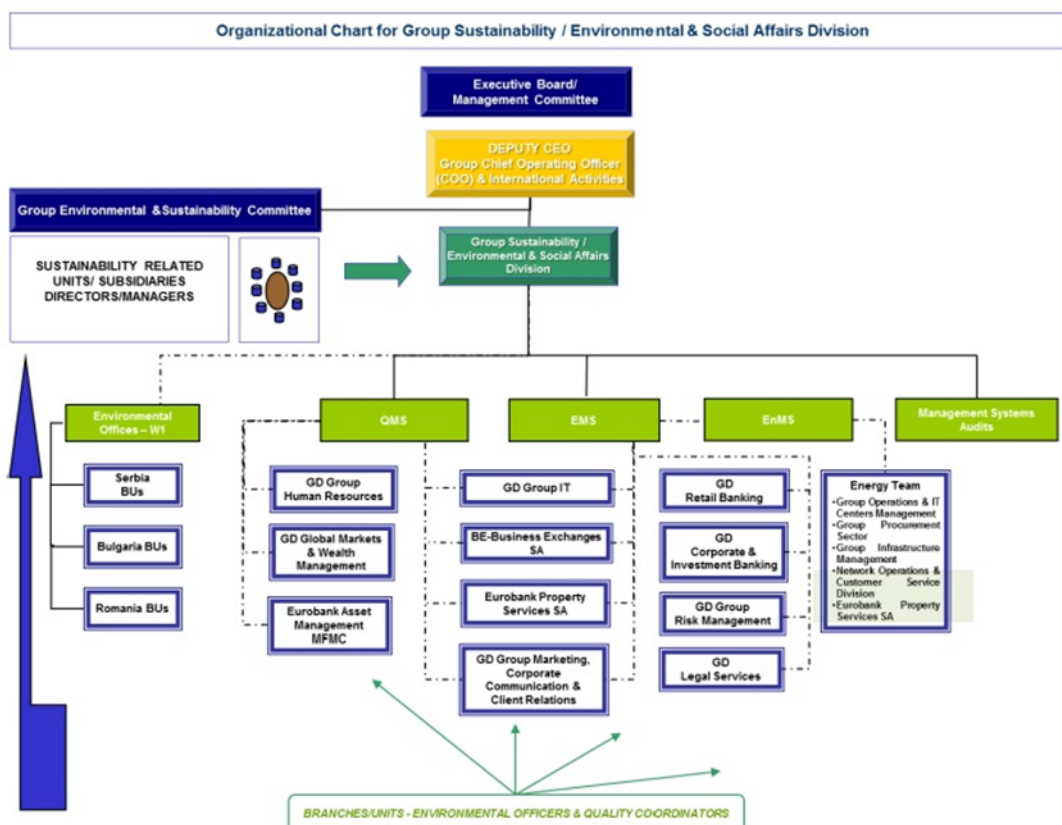 Organizational Chart for Group Sustainability / Environmental & Social Affairs Division
Executive Board/
Management Committee
DEPUTY CEO
Group Chief Operating Officer
(COO) & International Activities
Group Environmental &Sustainability Committee
Group Sustainability /
Environmental & Social Affairs
Division
SUSTAINABILITY RELATED
UNITS/ SUBSIDIARIES
DIRECTORS/MANAGERS
Environmental
Offices – W1
QMS
EMS
EnMS
Management Systems
Audits
Serbia
BUs
Bulgaria BUs
Romania BUs
GD Group
Human Resources
GD Global Markets
& Wealth
Management
Eurobank Asset
Management
MFMC
GD Group IT
BE-Business Exchanges
SA
Eurobank Property
Services SA
GD Group Marketing,
Corporate
Communication &
Client Relations
GD
Retail Banking
GD
Corporate &
Investment Banking
GD Group
Risk Management
GD
Legal Services
Energy Team
•Group Operations & IT
Centers Management
•Group Procurement
Sector
•Group Infrastructure
Management
•Network Operations &
Customer Service
Division
•Eurobank Property
Services SA
BRANCHES/UNITS - ENVIRONMENTAL OFFICERS & QUALITY COORDINATORS